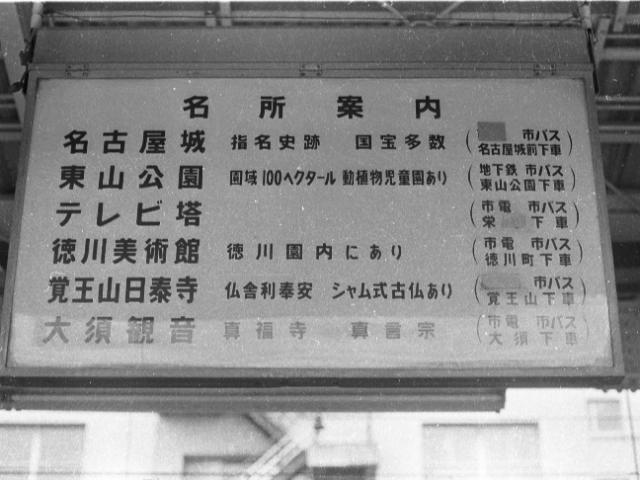 名所案内
名古屋城 指名史跡 国宝多数 (市バス 名古屋城前下車)
東山公園 園域100ヘクタール 動植物児童園あり (地下鉄 市バス 東山公園下車)
テレビ塔 (市電 市バス 栄 下車)
徳川美術館 徳川園内にあり (市電 市バス 徳川町下車)
覚王山日泰寺 仏舎利奉安 シャム式古仏あり (市バス 覚王山下車)
大須観音 真福寺 真言宗 (市電 市バス 大須下車)